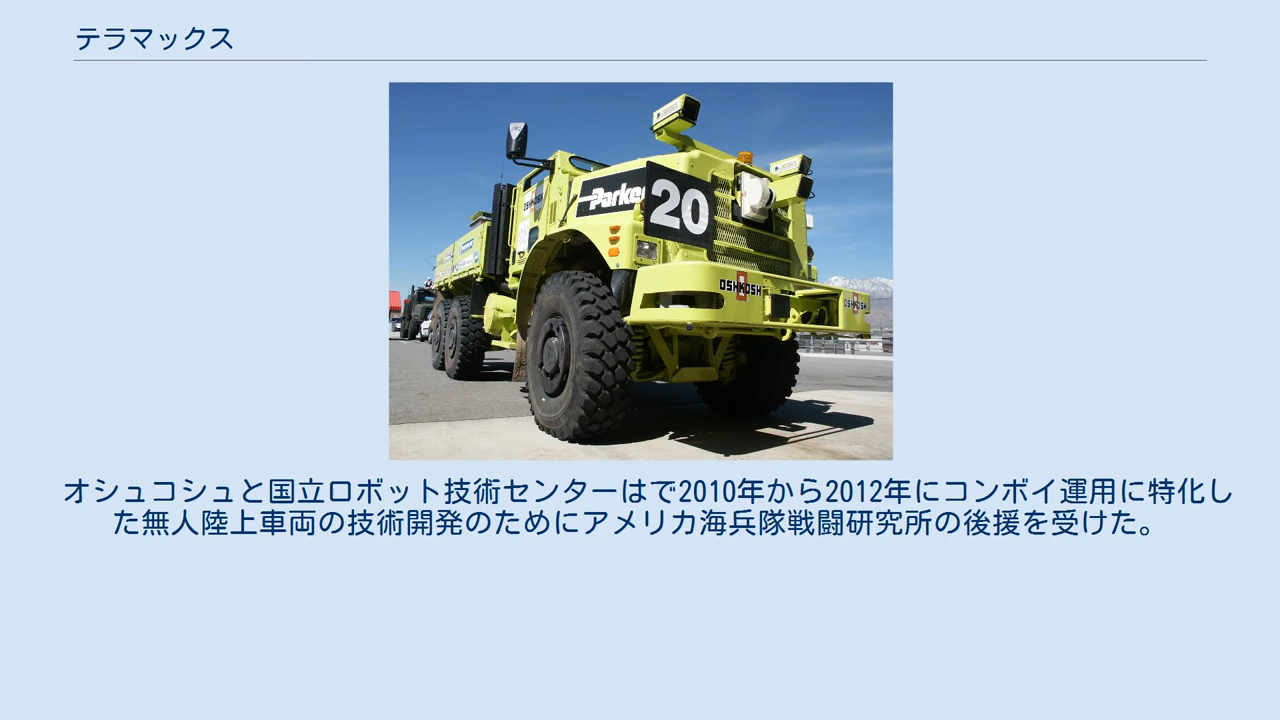 テラマックス
Parker
20
OSHKOSH
OSHKOSH
OSHKOSH
オシュコシュと国立ロボット技術センターはで2010年から2012年にコンボイ運用に特化し
た無人陸上車両の技術開発のためにアメリカ海兵隊戦闘研究所の後援を受けた。